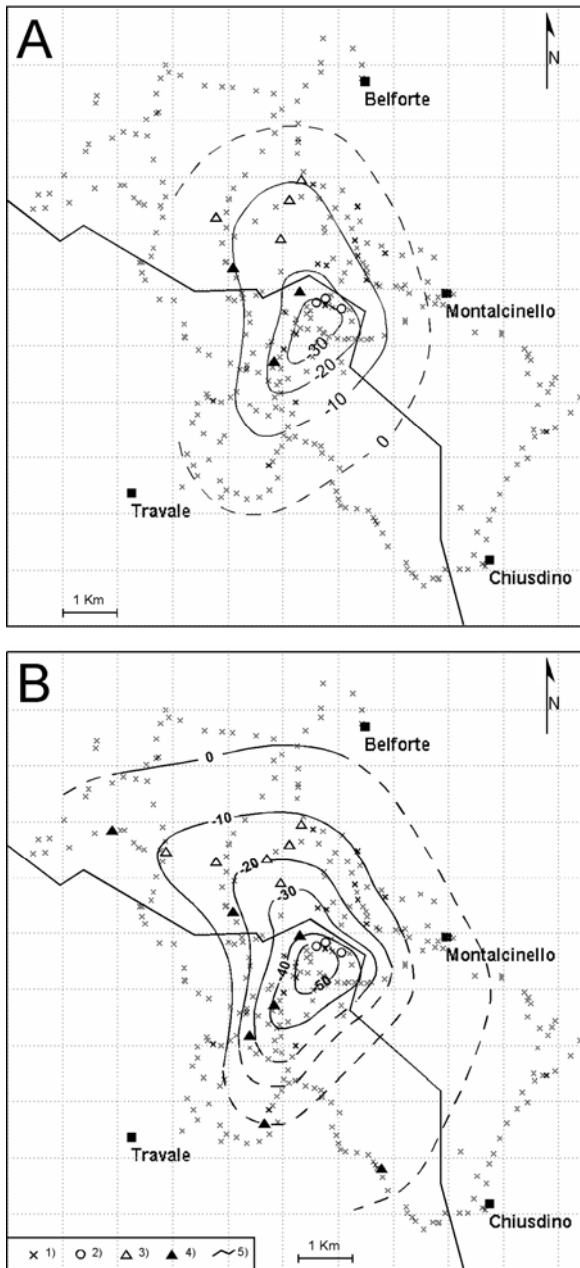 A
N
Belforte
Montalcinello
-30
-20
-10
0
Travale
Chiusdino
1 Km
B
N
Belforte
0
-10
-20
-30
Montalcinello
-40
-50
Travale
Chiusdino
1) 2) 3) 4) 5)
1 Km